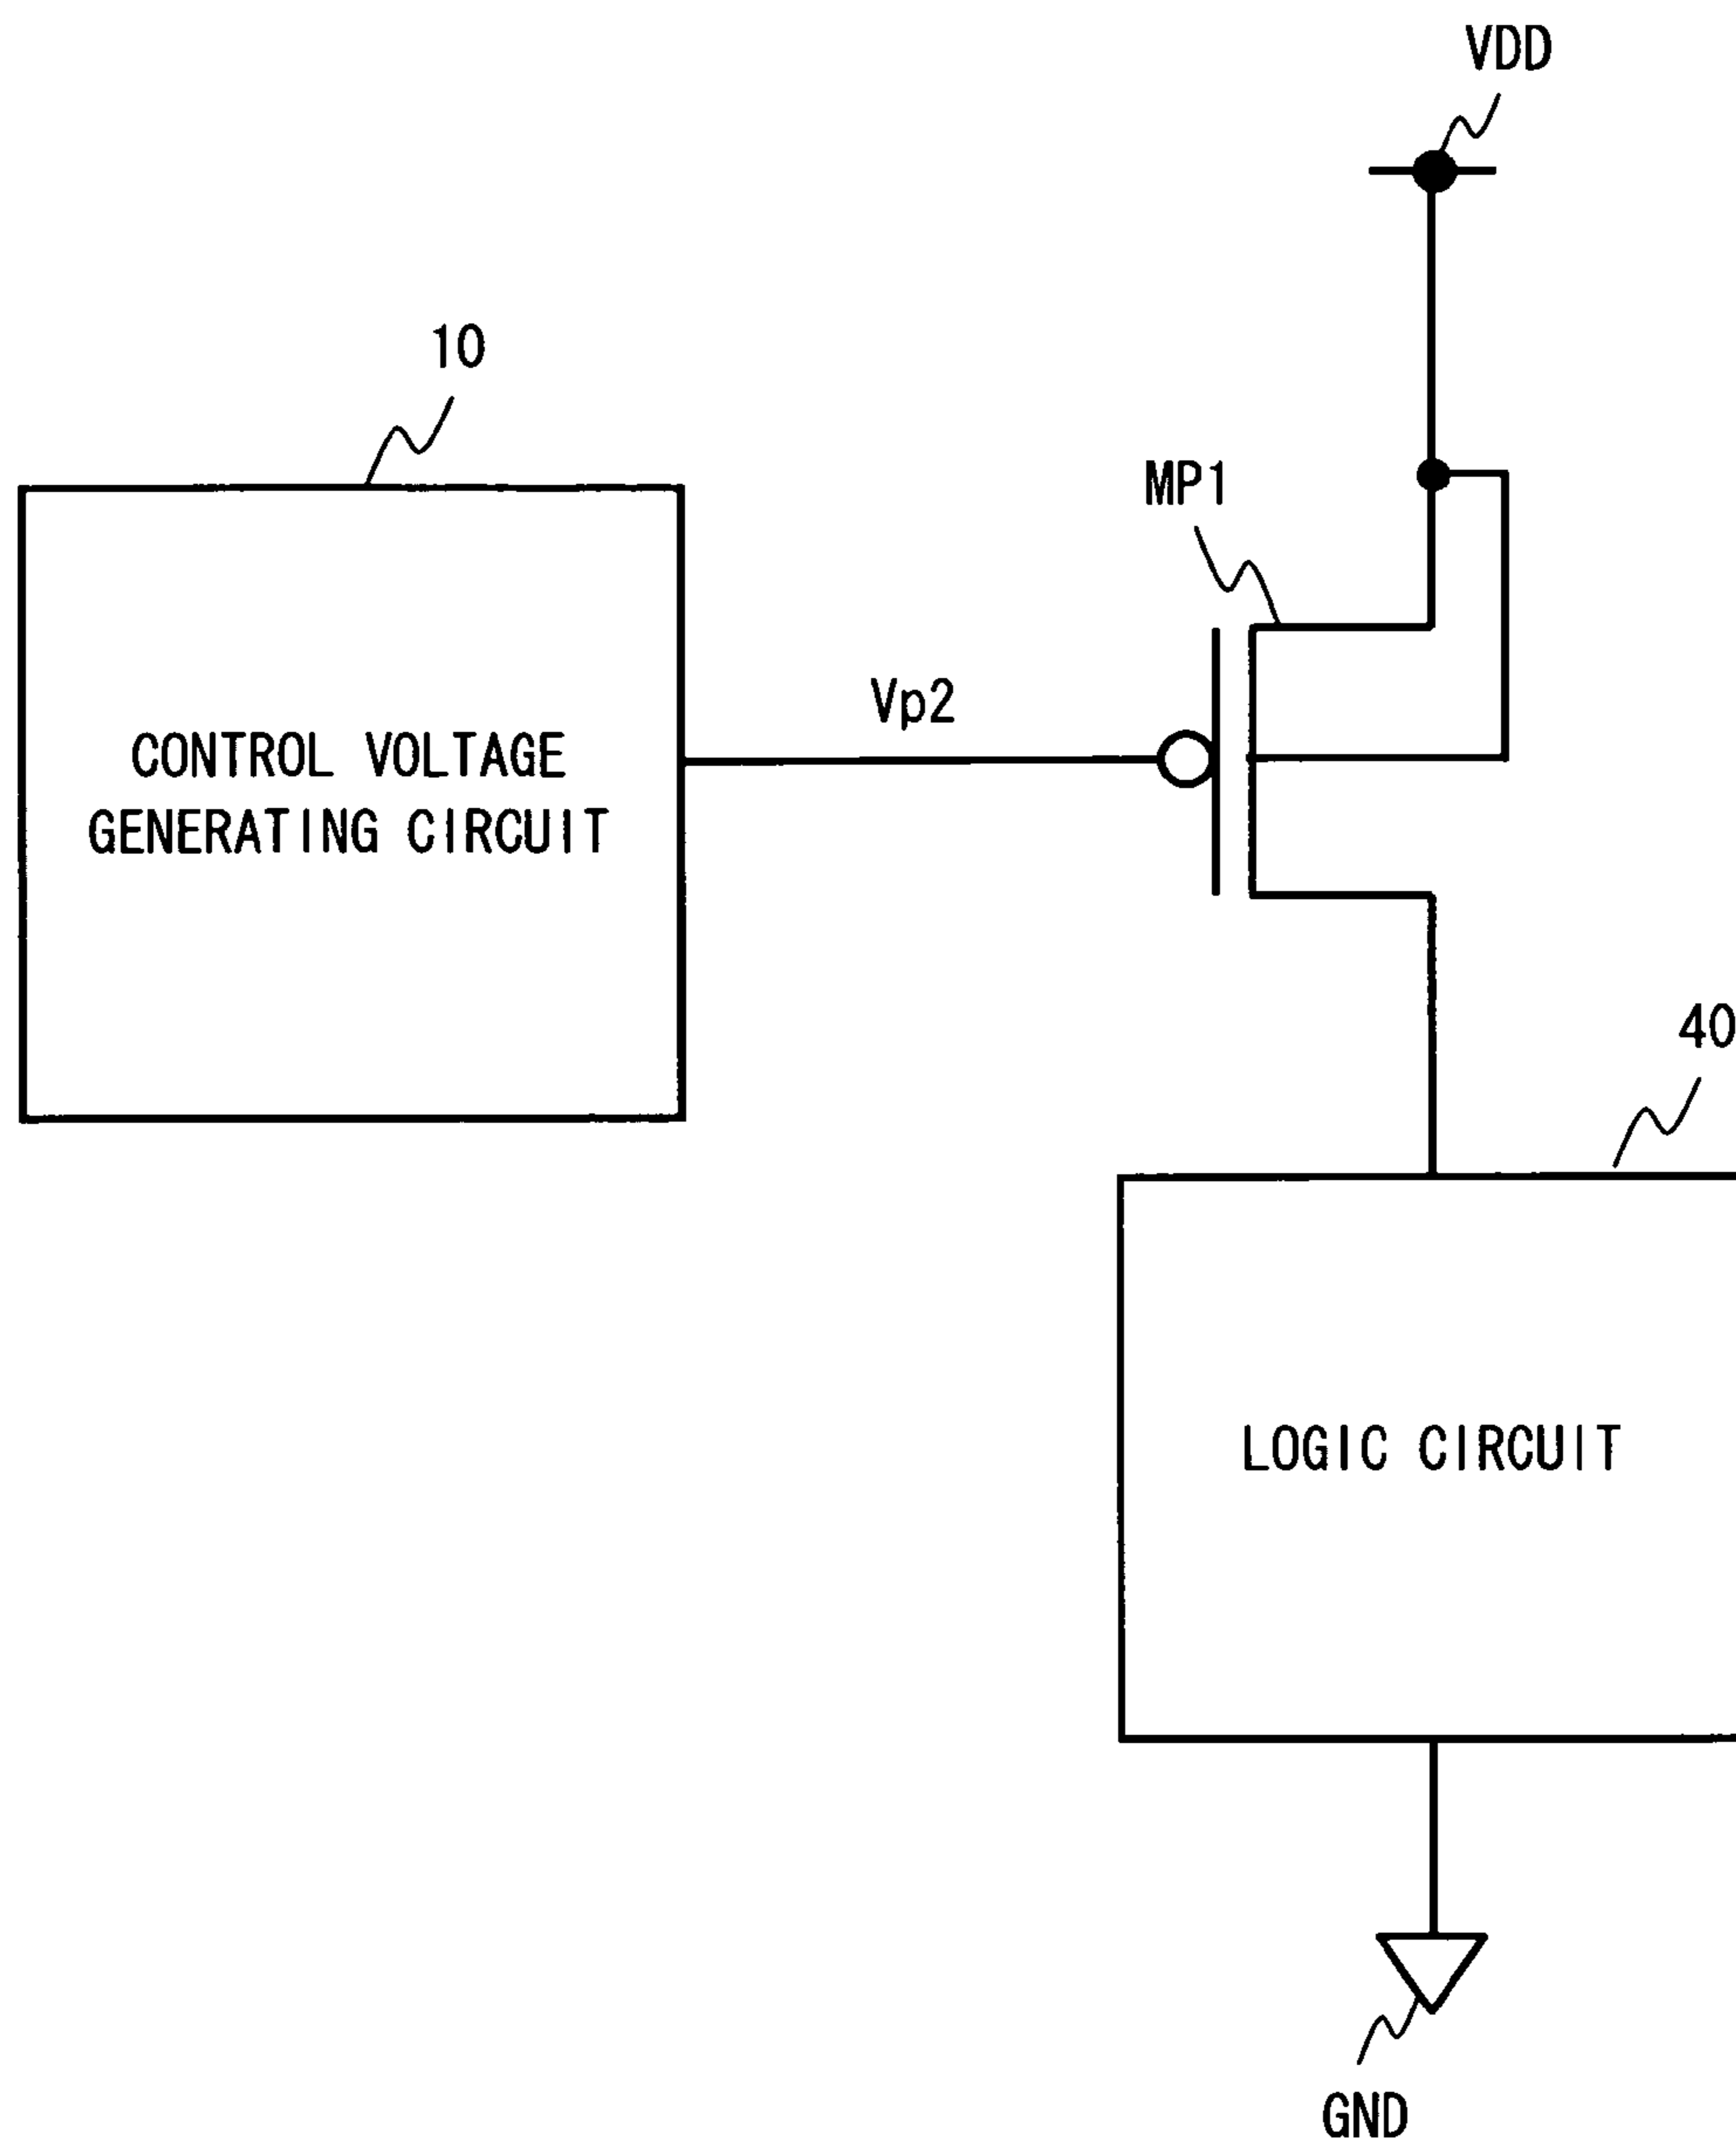 VDD
10
MP1
Vp2
CONTROL VOLTAGE
GENERATING CIRCUIT
40
LOGIC CIRCUIT
GND